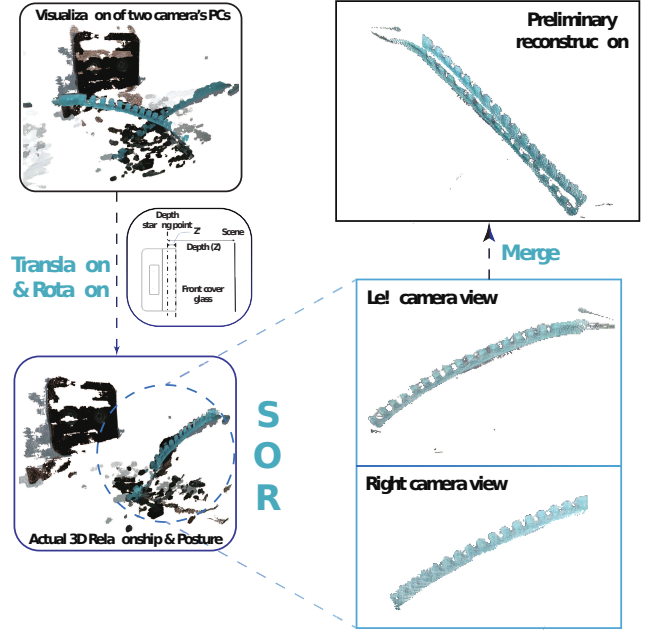 Visualiza on of two camera's PCs
Preliminary
reconstruc on
Depth
star ng point
Z'
Scene
Depth (Z)
Front cover
glass
Transla on
& Rota on
Merge
Le! camera view
S
O
R
Right camera view
Actual 3D Rela onship & Posture